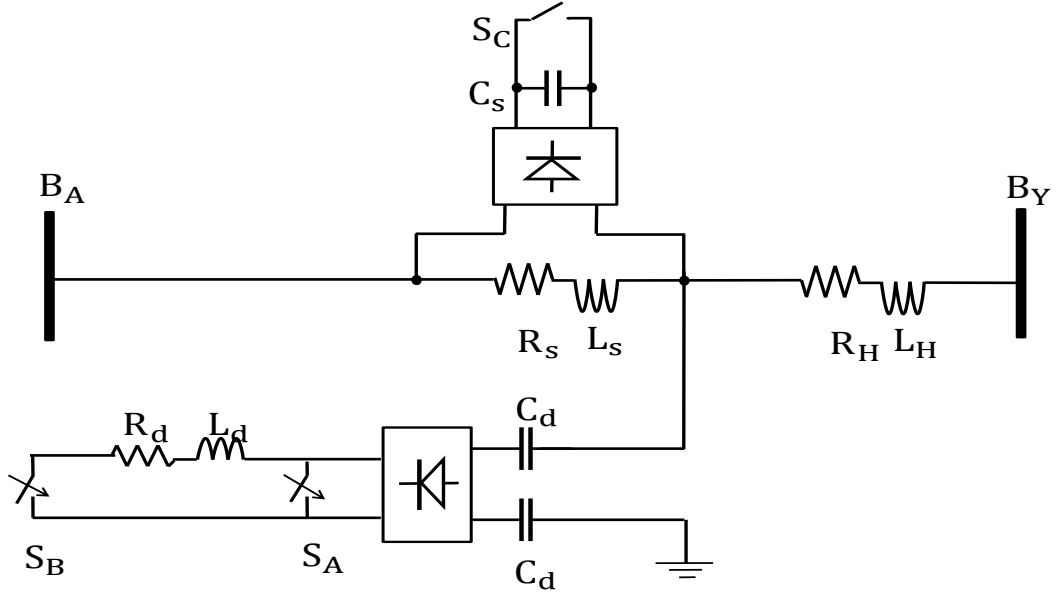 S_C
C_s
B_A
B_Y
R_s
L_s
R_H
L_H
C_d
R_d
L_d
S_B
S_A
C_d